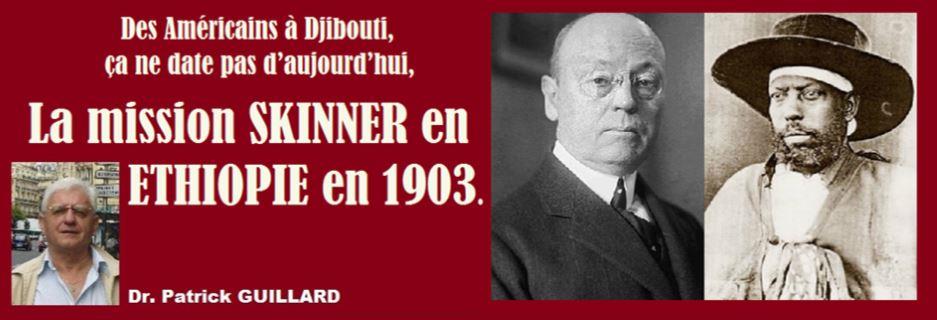 Des Américains à Djibouti,
ça ne date pas d'aujourd'hui,
La mission SKINNER en
ETHIOPIE en 1903.
Dr. Patrick GUILLARD